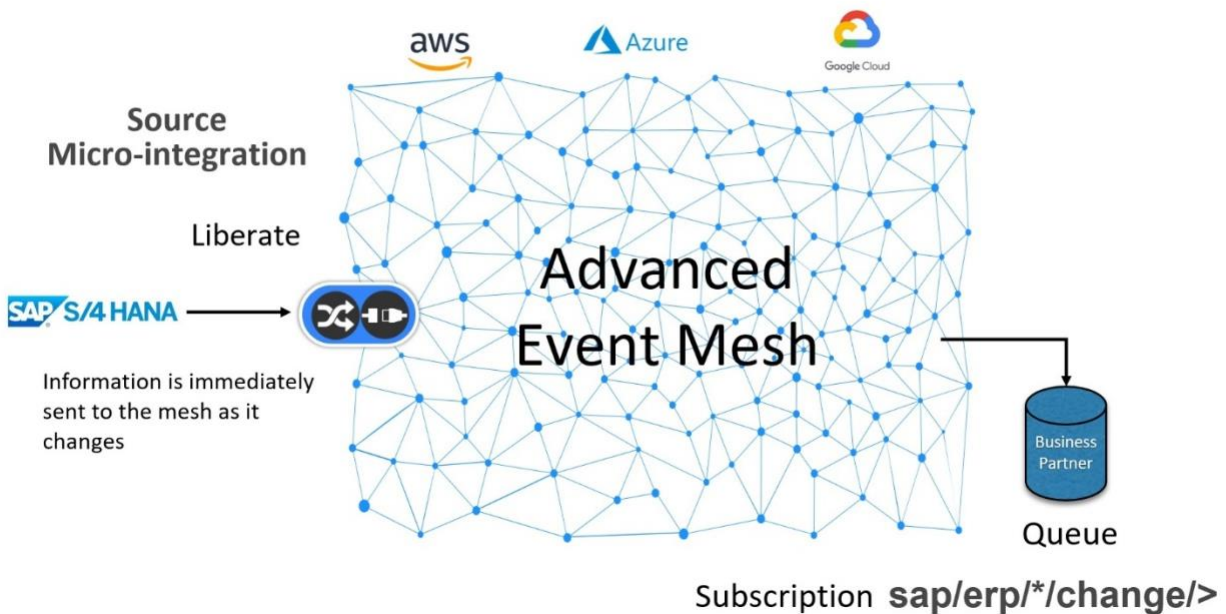 aws
Azure
Google Cloud
Source
Micro-integration
Liberate
SAP S/4 HANA
Advanced
Event Mesh
Information is immediately
sent to the mesh as it
changes
Business
Partner
Queue
Subscription sap/erp/*/change/>